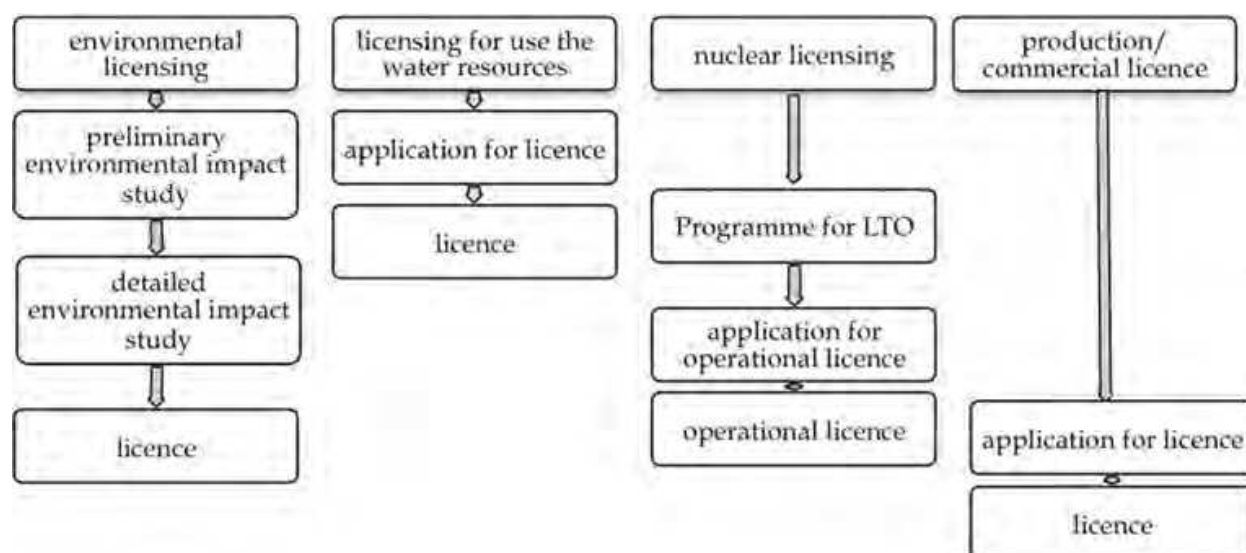 environmental
licensing
preliminary
environmental impact
study
detailed
environmental impact
study
licence
licensing for use the
water resources
application for licence
licence
nuclear licensing
Programme for LTO
application for
operational licence
operational licence
production/
commercial licence
application for licence
licence